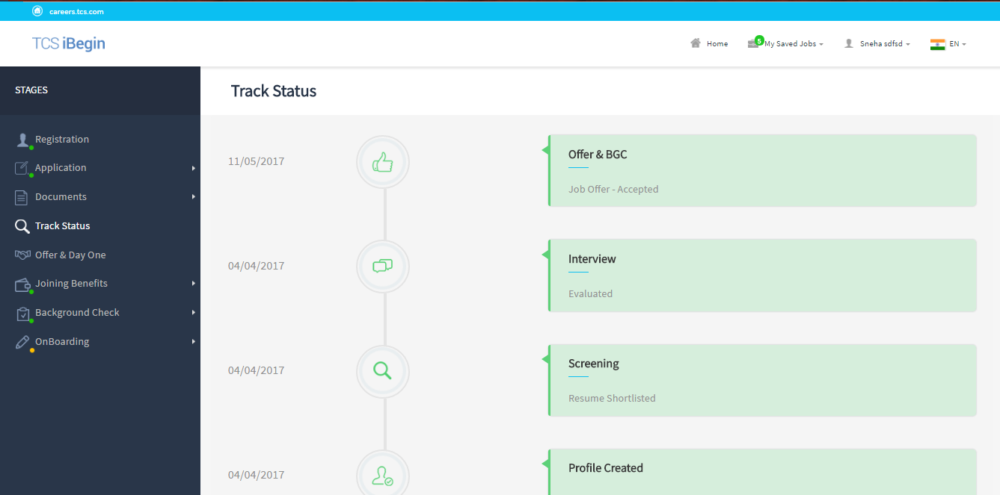 careers.tcs.com
TCS iBegin
Home
5
My Saved Jobs
Sneha sdfsd
EN
STAGES
Registration
Application
Documents
Track Status
Offer & Day One
Joining Benefits
Background Check
OnBoarding
Track Status
11/05/2017
Offer & BGC
Job Offer - Accepted
04/04/2017
Interview
Evaluated
04/04/2017
Screening
Resume Shortlisted
04/04/2017
Profile Created